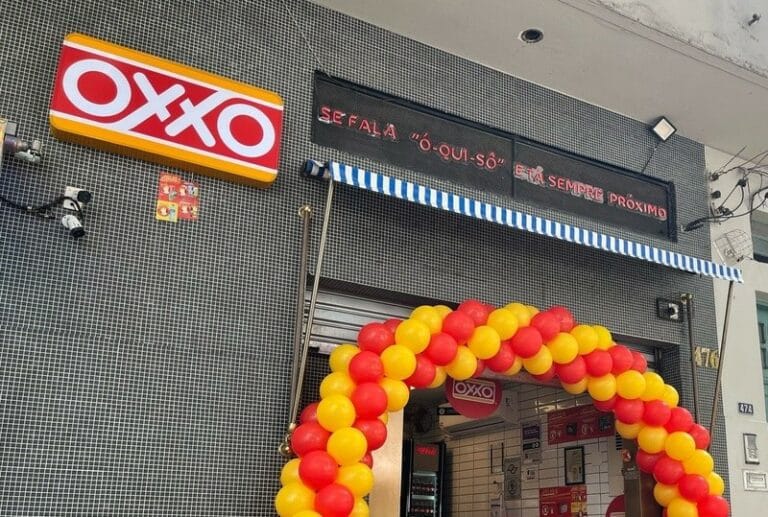 OXXO
SE FALA "Ó-QUI-SÔ" E TÁ SEMPRE PRÓXIMO
476
474
OXXO